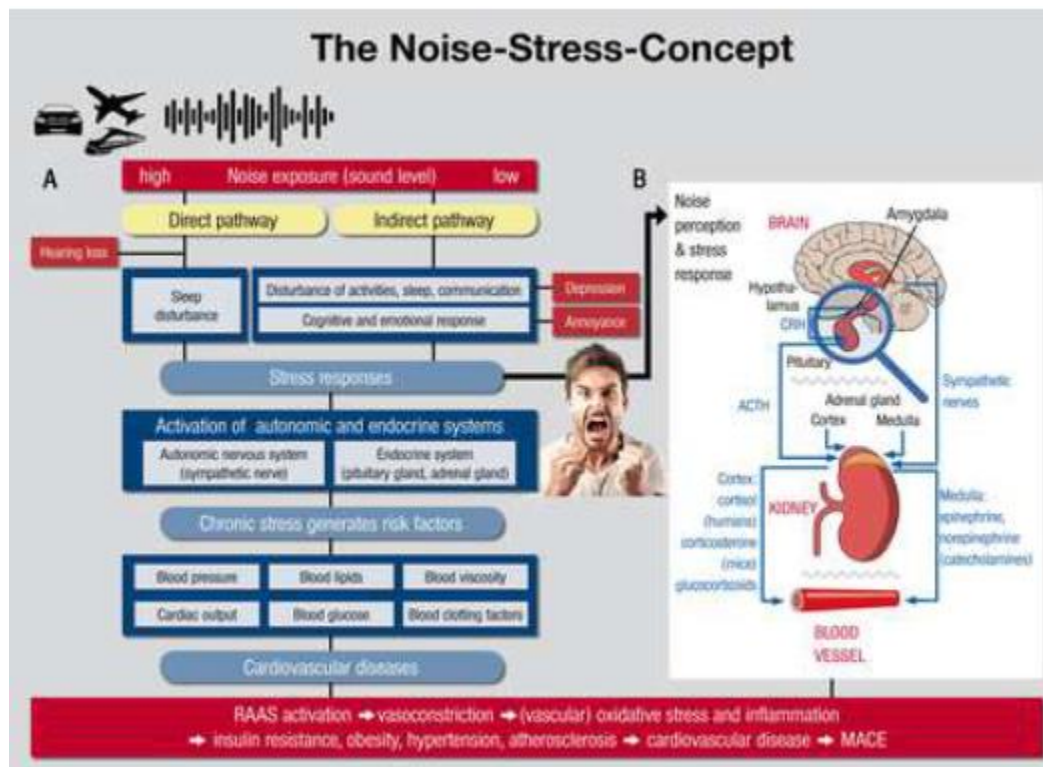 The Noise-Stress-Concept
A
high Noise exposure (sound level) low
Direct pathway
Indirect pathway
Hearing loss
Sleep
disturbance
Disturbance of activities, sleep, communication
Cognitive and emotional response
Depression
Annoyance
Stress responses
Activation of autonomic and endocrine systems
Autonomic nervous system
(sympathetic nerve)
Endocrine system
(pituitary gland, adrenal gland)
Chronic stress generates risk factors
Blood pressure
Blood lipids
Blood viscosity
Cardiac output
Blood glucose
Blood clotting factors
Cardiovascular diseases
B
Noise
perception
& stress
response
BRAIN
Amygdala
Hypotha-
lamus
CRH
Pituitary
ACTH
Sympathetic
nerves
Adrenal gland
Cortex
Medulla
Cortex:
cortisol
(humans)
corticosterone
(mice)
glucocorticoids
KIDNEY
Medulla:
epinephrine,
norepinephrine
(catecholamines)
BLOOD
VESSEL
RAAS activation ➔ vasoconstriction ➔ (vascular) oxidative stress and inflammation
➔ insulin resistance, obesity, hypertension, atherosclerosis ➔ cardiovascular disease ➔ MACE